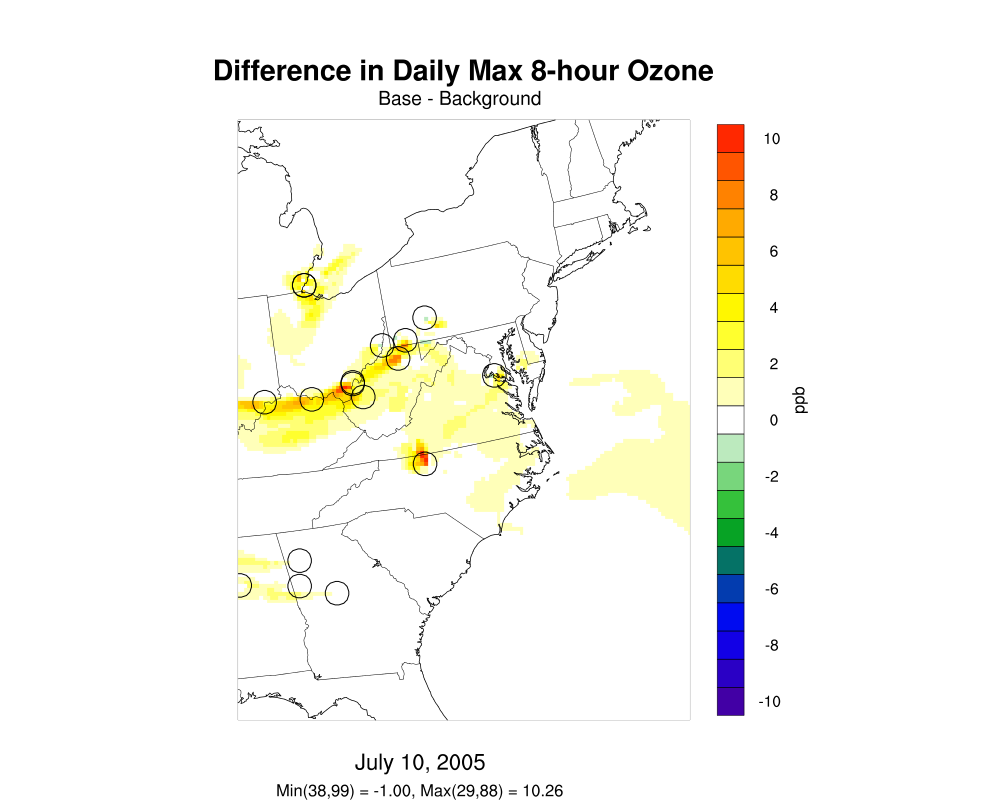 Difference in Daily Max 8-hour Ozone
Base - Background
10
8
6
4
2
0
-2
-4
-6
-8
-10
ppb
July 10, 2005
Min(38,99) = -1.00, Max(29,88) = 10.26